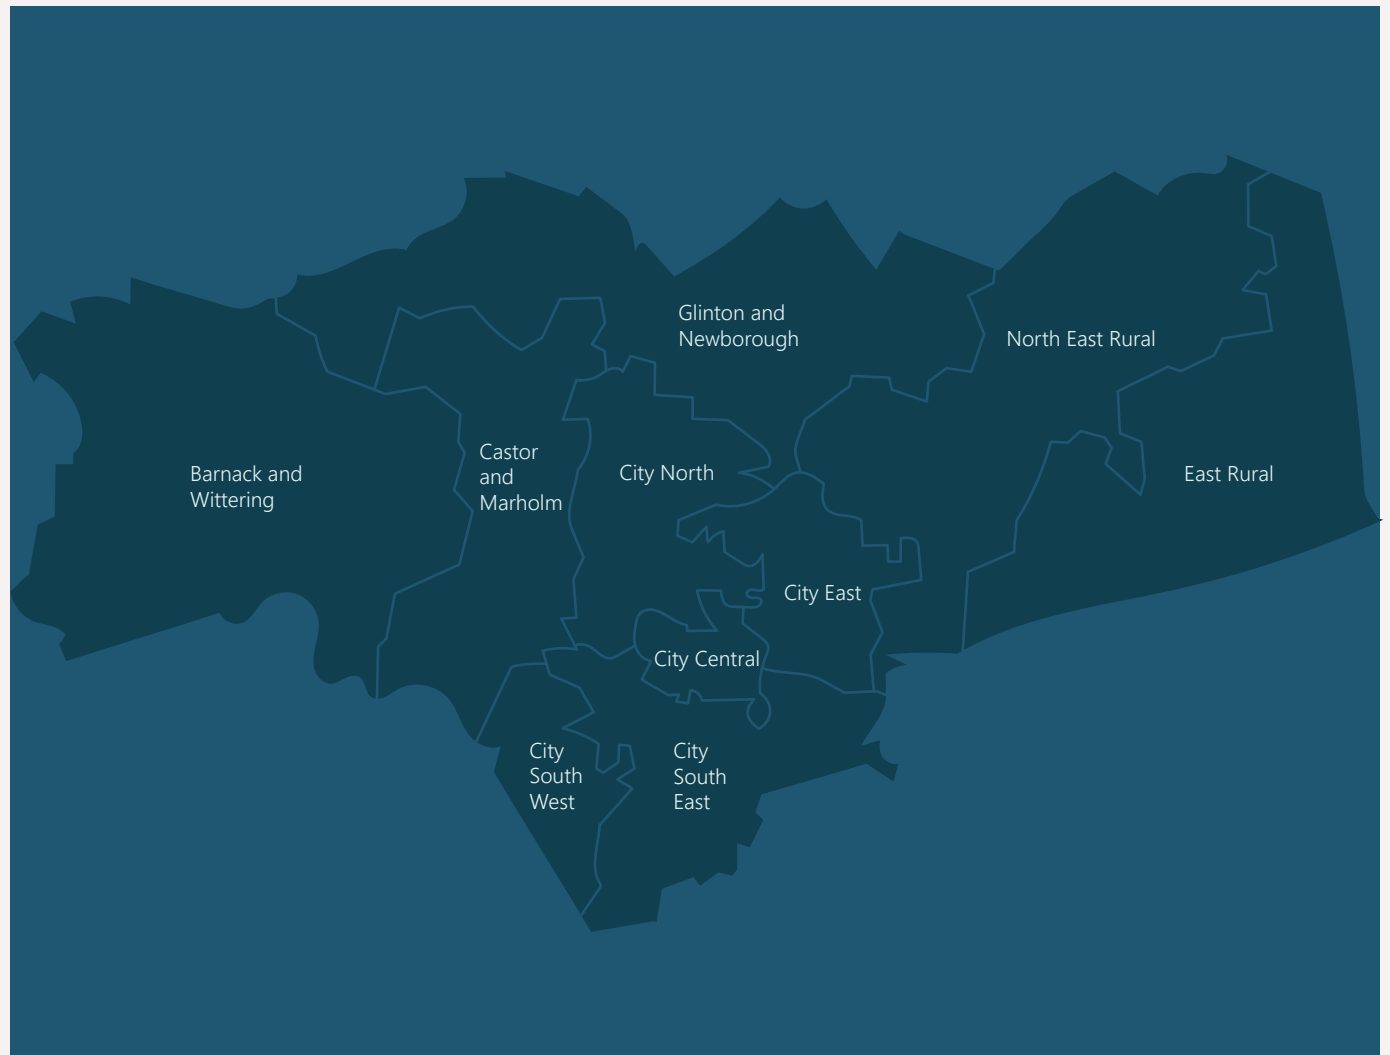 Glinton and
Newborough
North East Rural
Castor
and
Marholm
City North
Barnack and
Wittering
East Rural
City East
City Central
City
South
West
City
South
East